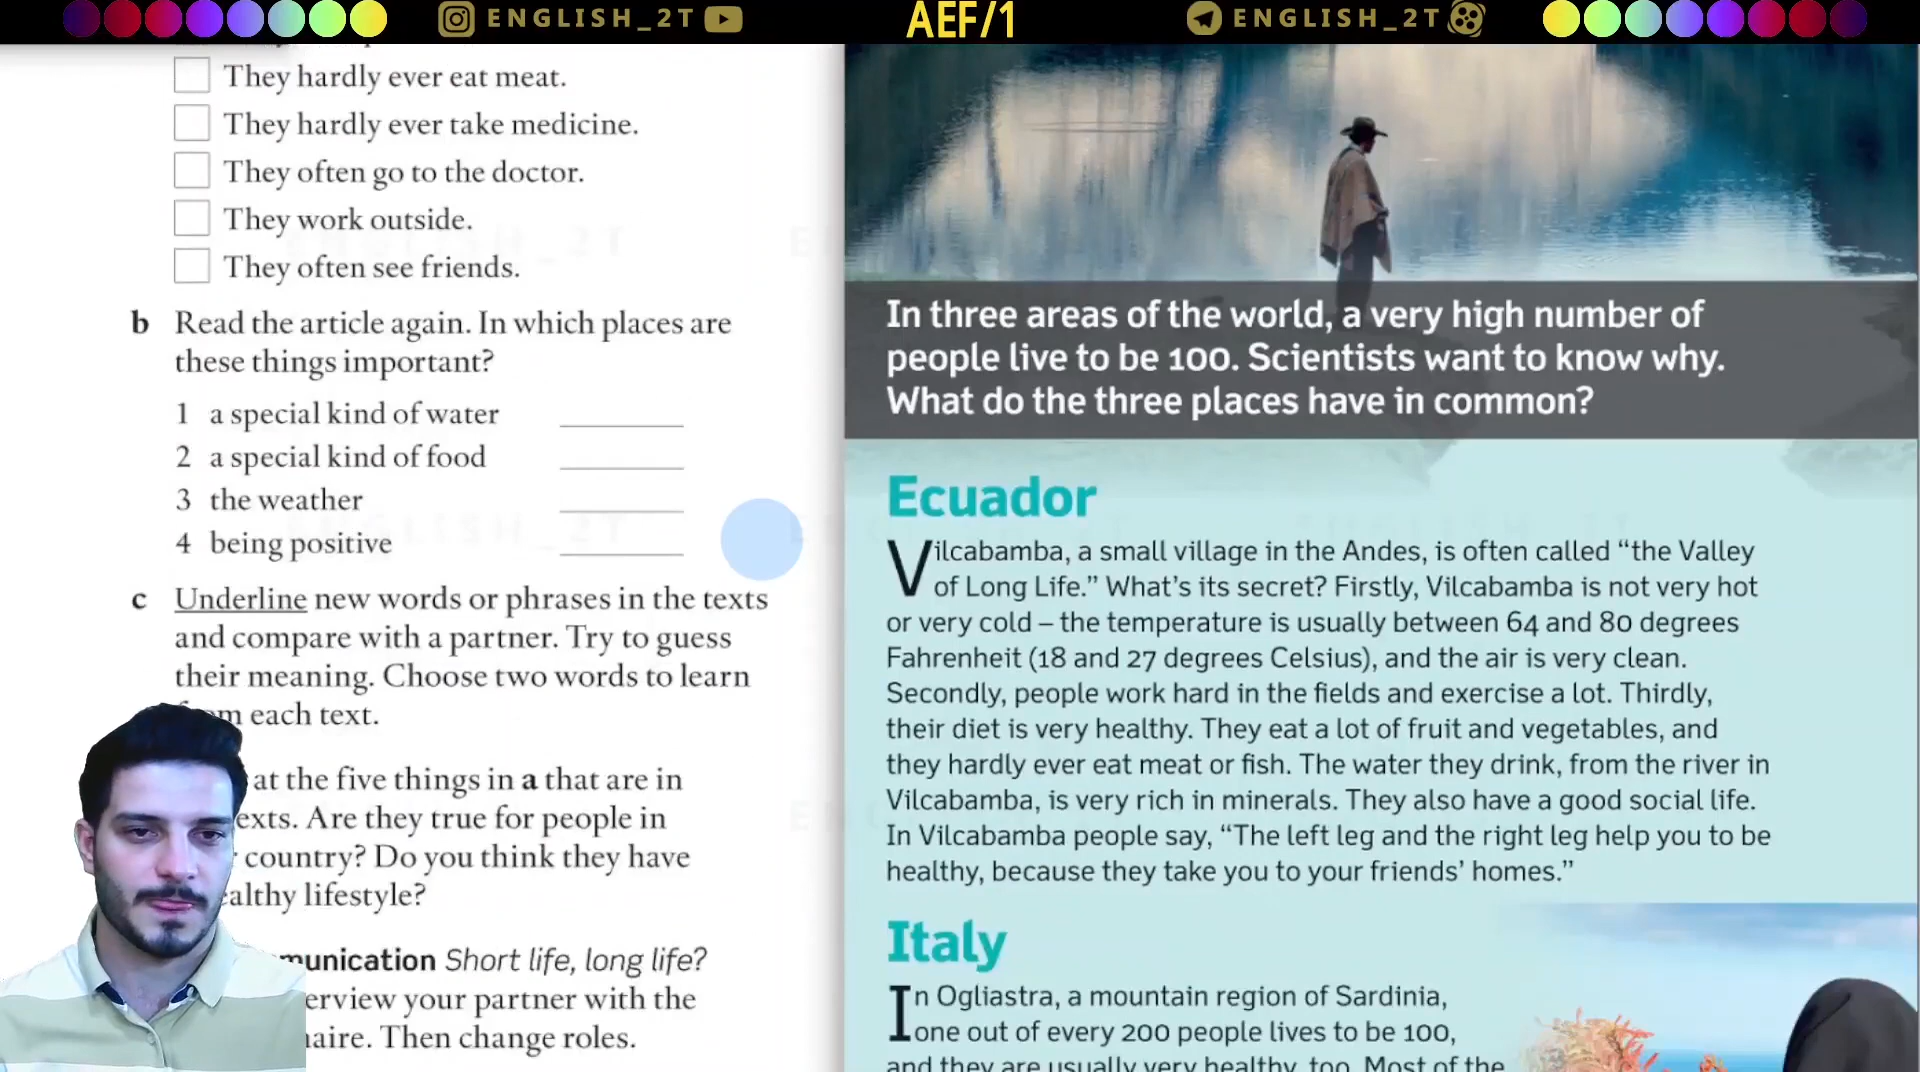 ENGLISH_2T
AEF/1
ENGLISH_2T
They hardly ever eat meat.
They hardly ever take medicine.
They often go to the doctor.
They work outside.
They often see friends.
b Read the article again. In which places are
these things important?
1 a special kind of water
2 a special kind of food
3 the weather
4 being positive
c Underline new words or phrases in the texts
and compare with a partner. Try to guess
their meaning. Choose two words to learn
each text.
at the five things in a that are in
Are they true for people in
country? Do you think they have
lifestyle?
Short life, long life?
your partner with the
Then change roles.
In three areas of the world, a very high number of
people live to be 100. Scientists want to know why.
What do the three places have in common?
Ecuador
Vilcabamba, a small village in the Andes, is often called “the Valley
of Long Life.” What’s its secret? Firstly, Vilcabamba is not very hot
or very cold – the temperature is usually between 64 and 80 degrees
Fahrenheit (18 and 27 degrees Celsius), and the air is very clean.
Secondly, people work hard in the fields and exercise a lot. Thirdly,
their diet is very healthy. They eat a lot of fruit and vegetables, and
they hardly ever eat meat or fish. The water they drink, from the river in
Vilcabamba, is very rich in minerals. They also have a good social life.
In Vilcabamba people say, “The left leg and the right leg help you to be
healthy, because they take you to your friends’ homes.”
Italy
In Ogliastra, a mountain region of Sardinia,
one out of every 200 people lives to be 100,
and they are usually very healthy, too. Most of the